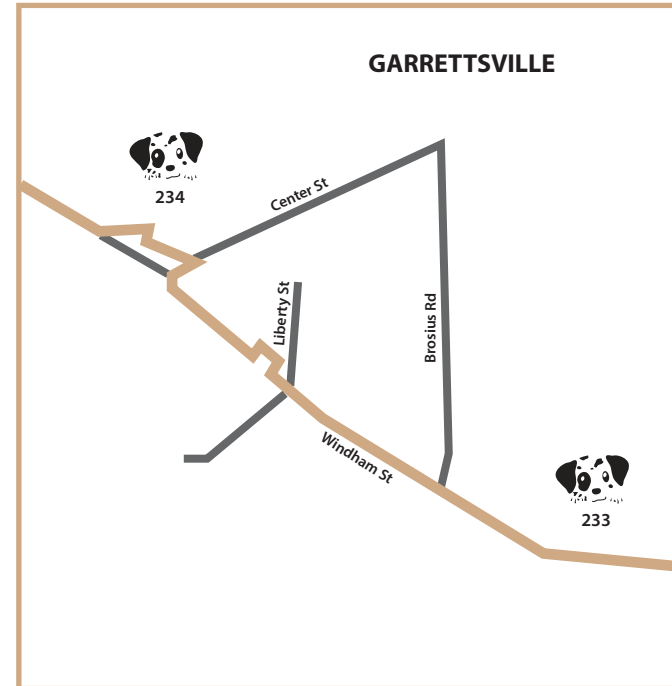 GARRETTSVILLE
234
Center St
Liberty St
Brosius Rd
Windham St
233